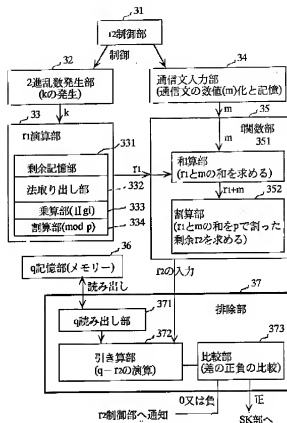 31
r2制御部
制御
32
2進乱数発生部
(kの発生)
34
通信文入力部
(通信文の数値(m)化と記憶)
33
k
m
35
r1演算部
f関数部
331
351
m
剰余記憶部
r1
和算部
(r1とmの和を求める)
法取り出し部
332
r1+m
352
乗算部(Πgi)
333
割算部
(r1とmの和をpで割った
剰余r2を求める)
割算部(mod p)
334
36
q記憶部(メモリー)
r2の入力
読み出し
37
371
排除部
q読み出し部
372
373
引き算部
(q−r2の演算)
比較部
(差の正負の比較)
0又は負
正
r2制御部へ通知
SK部へ